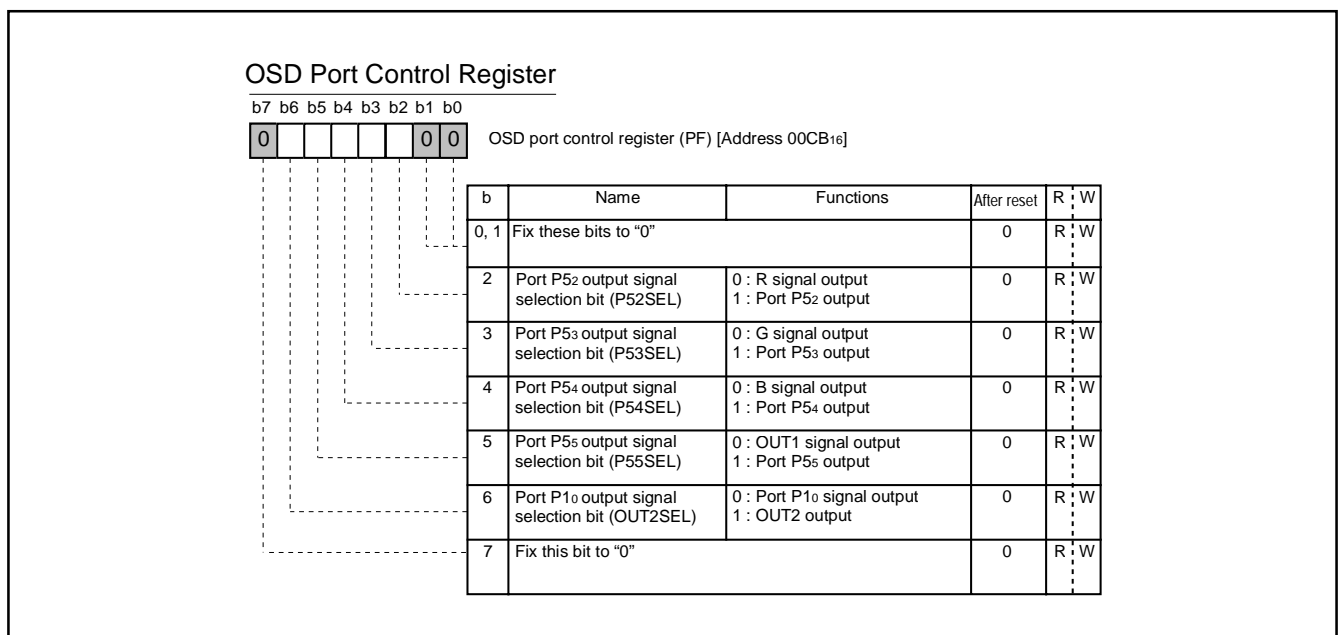 OSD Port Control Register
b7 b6 b5 b4 b3 b2 b1 b0
0 0 0 OSD port control register (PF) [Address 00CB16]
b Name Functions After reset R W
0, 1 Fix these bits to “0” 0 R W
2 Port P52 output signal 0 : R signal output 0 R W
selection bit (P52SEL) 1 : Port P52 output
3 Port P53 output signal 0 : G signal output 0 R W
selection bit (P53SEL) 1 : Port P53 output
4 Port P54 output signal 0 : B signal output 0 R W
selection bit (P54SEL) 1 : Port P54 output
5 Port P55 output signal 0 : OUT1 signal output 0 R W
selection bit (P55SEL) 1 : Port P55 output
6 Port P10 output signal 0 : Port P10 signal output 0 R W
selection bit (OUT2SEL) 1 : OUT2 output
7 Fix this bit to “0” 0 R W